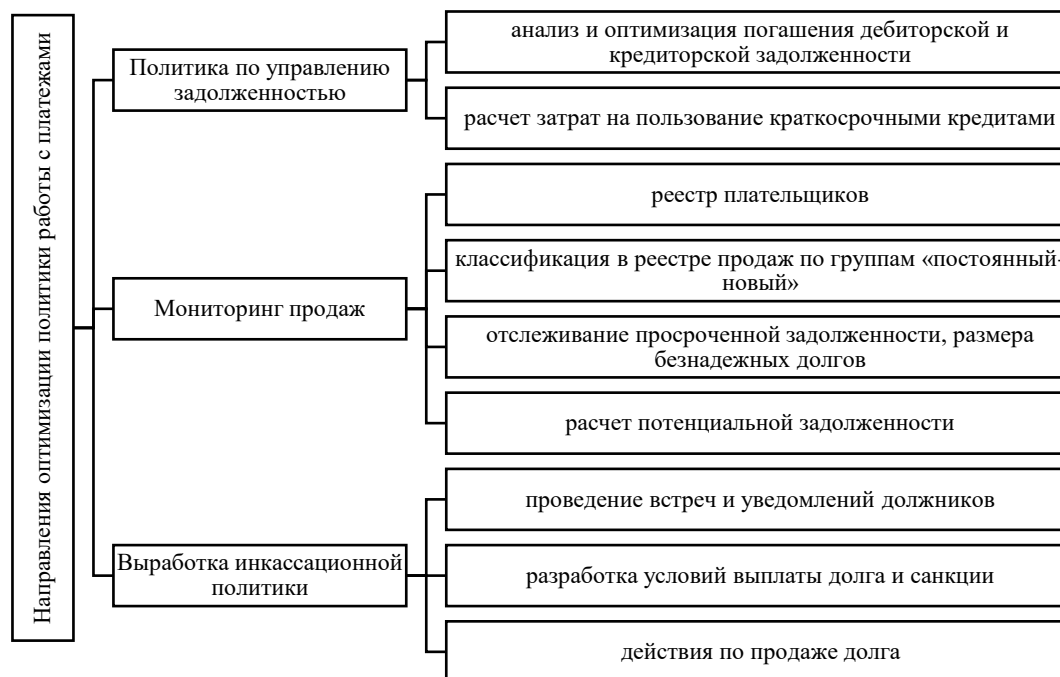 Направления оптимизации политики работы с платежами
Политика по управлению
задолженностью
анализ и оптимизация погашения дебиторской и
кредиторской задолженности
расчет затрат на пользование краткосрочными кредитами
Мониторинг продаж
реестр плательщиков
классификация в реестре продаж по группам «постоянный-
новый»
отслеживание просроченной задолженности, размера
безнадежных долгов
расчет потенциальной задолженности
Выработка инкассационной
политики
проведение встреч и уведомлений должников
разработка условий выплаты долга и санкции
действия по продаже долга